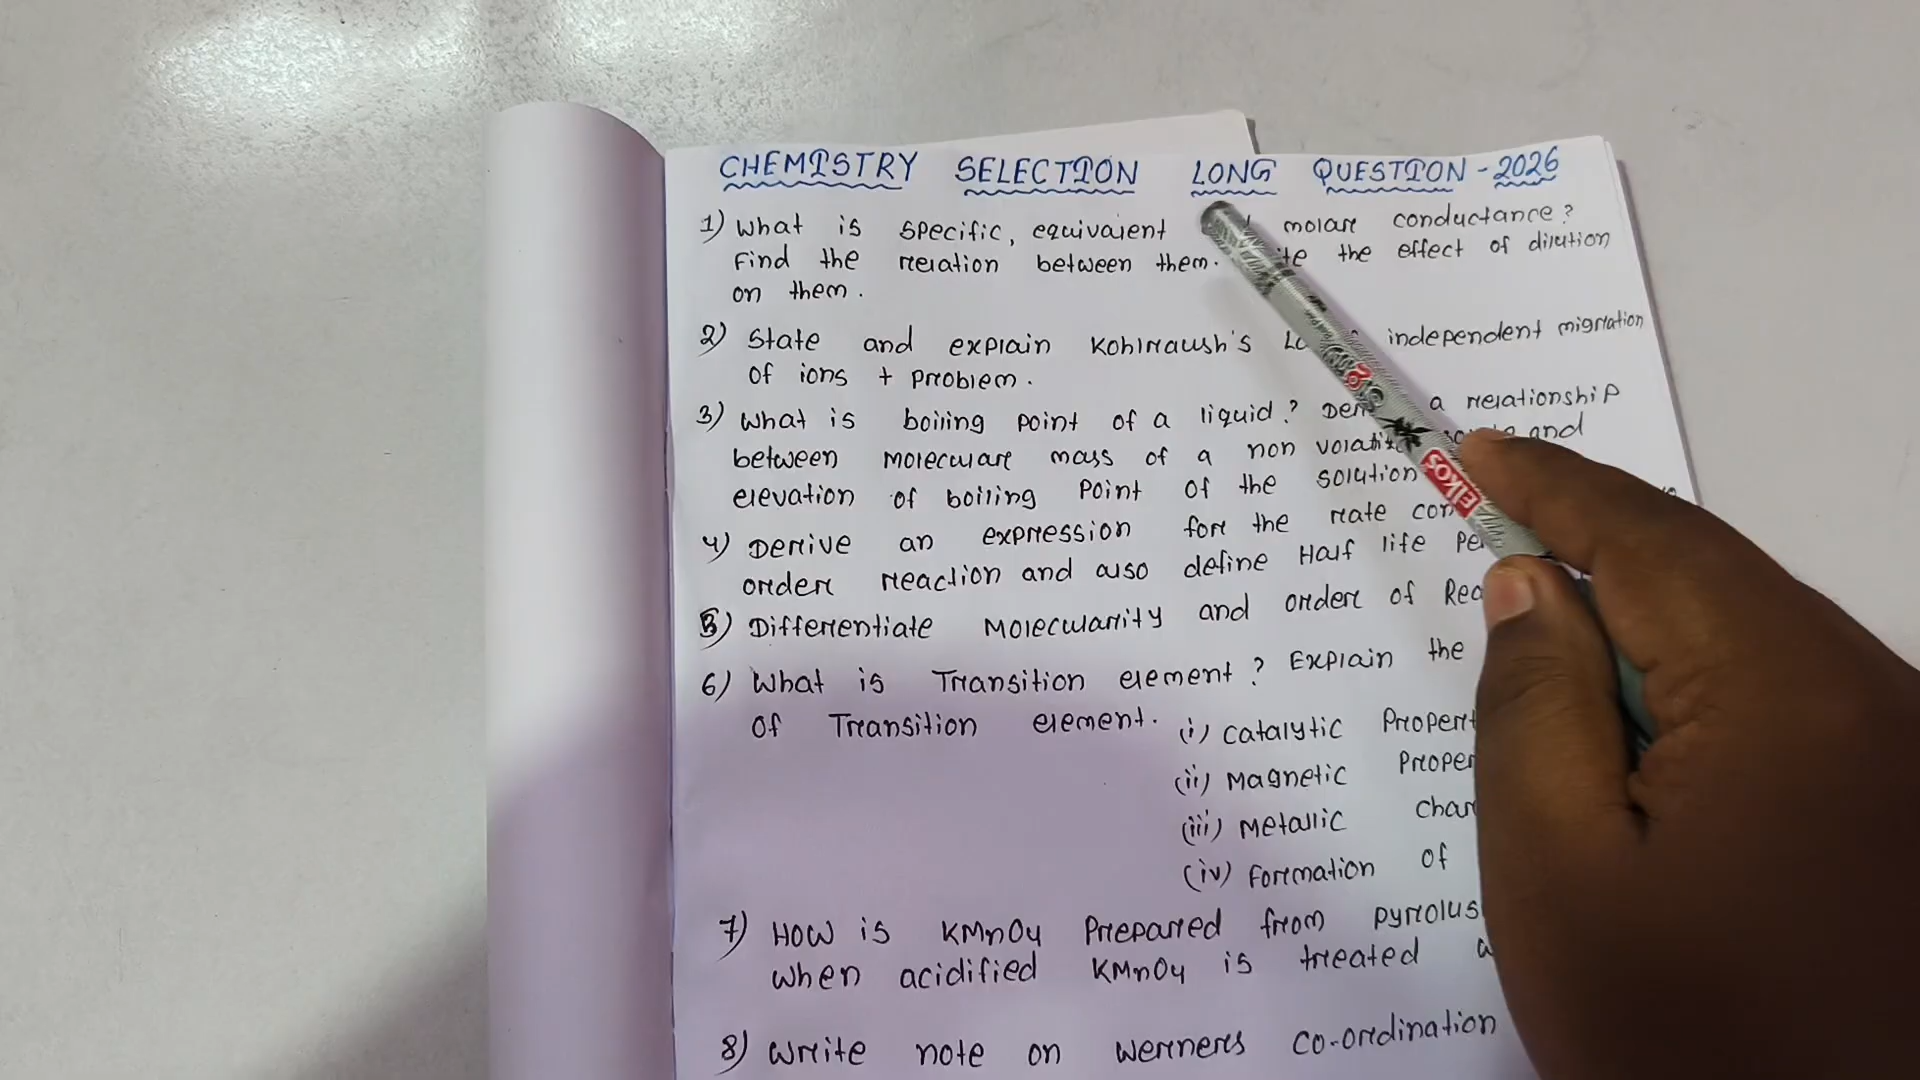 CHEMISTRY SELECTION LONG QUESTION - 2026
1) What is specific, equivalent molar conductance?
Find the relation between them. the effect of dilution
on them.
2) State and explain Kohlraush's independent migration
of ions + problem.
3) What is boiling point of a liquid? a relationship
between molecular mass of a non and
elevation of boiling point of the solution
4) Derive an expression for the rate
order reaction and also define Half life
5) Differentiate Molecularity and order of
6) What is Transition element? Explain the
of Transition element.
(i) Catalytic
(ii) Magnetic
(iii) Metallic
(iv) Formation of
7) How is KMnO4 prepared from
when acidified KMnO4 is treated
8) Write note on werners co-ordination
elkos